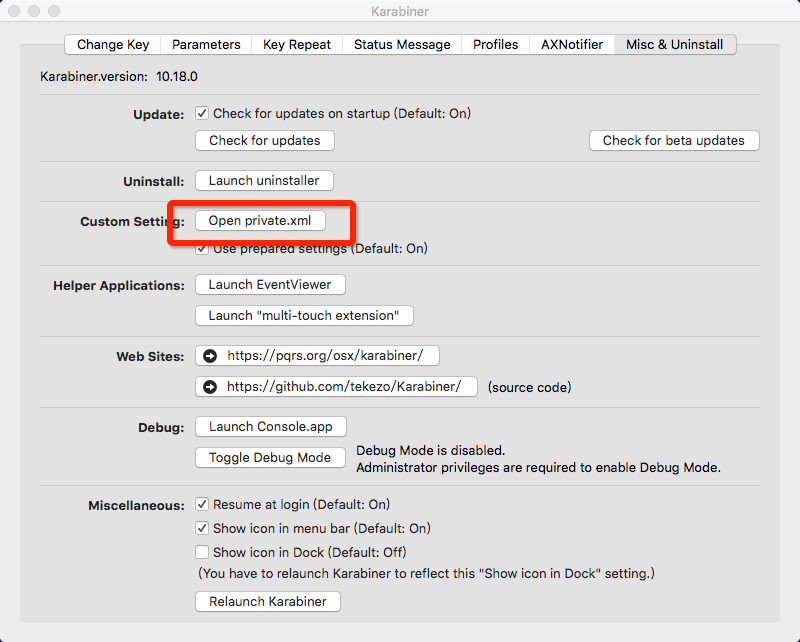 Karabiner
Change Key Parameters Key Repeat Status Message Profiles AXNotifier Misc & Uninstall
Karabiner.version: 10.18.0
Update: Check for updates on startup (Default: On)
Check for updates Check for beta updates
Uninstall: Launch uninstaller
Custom Setting: Open private.xml
Use prepared settings (Default: On)
Helper Applications: Launch EventViewer
Launch "multi-touch extension"
Web Sites: https://pqrs.org/osx/karabiner/
https://github.com/tekezo/Karabiner/ (source code)
Debug: Launch Console.app
Toggle Debug Mode Debug Mode is disabled.
Administrator privileges are required to enable Debug Mode.
Miscellaneous: Resume at login (Default: On)
Show icon in menu bar (Default: On)
Show icon in Dock (Default: Off)
(You have to relaunch Karabiner to reflect this "Show icon in Dock" setting.)
Relaunch Karabiner